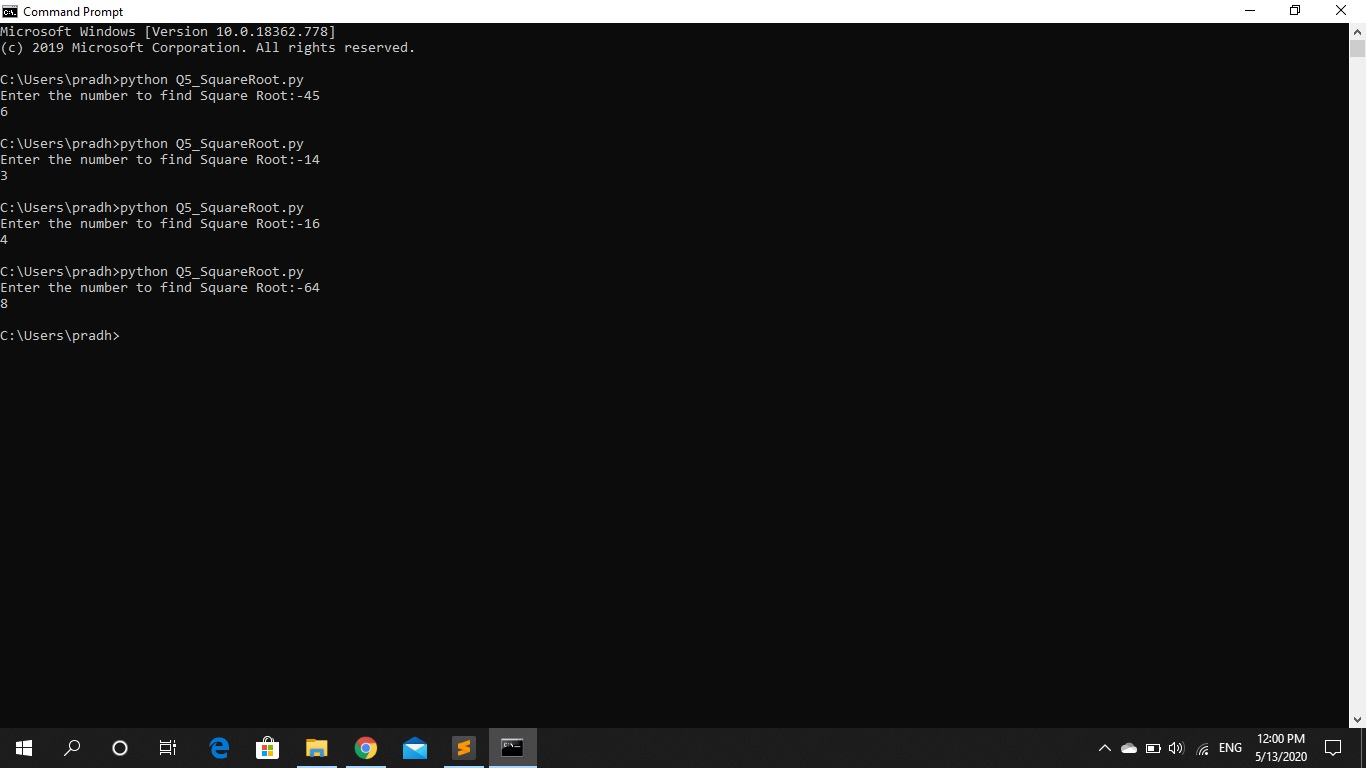 Command Prompt
Microsoft Windows [Version 10.0.18362.778]
(c) 2019 Microsoft Corporation. All rights reserved.
C:\Users\pradh>python Q5_SquareRoot.py
Enter the number to find Square Root:-45
6
C:\Users\pradh>python Q5_SquareRoot.py
Enter the number to find Square Root:-14
3
C:\Users\pradh>python Q5_SquareRoot.py
Enter the number to find Square Root:-16
4
C:\Users\pradh>python Q5_SquareRoot.py
Enter the number to find Square Root:-64
8
C:\Users\pradh>
ENG
12:00 PM
5/13/2020